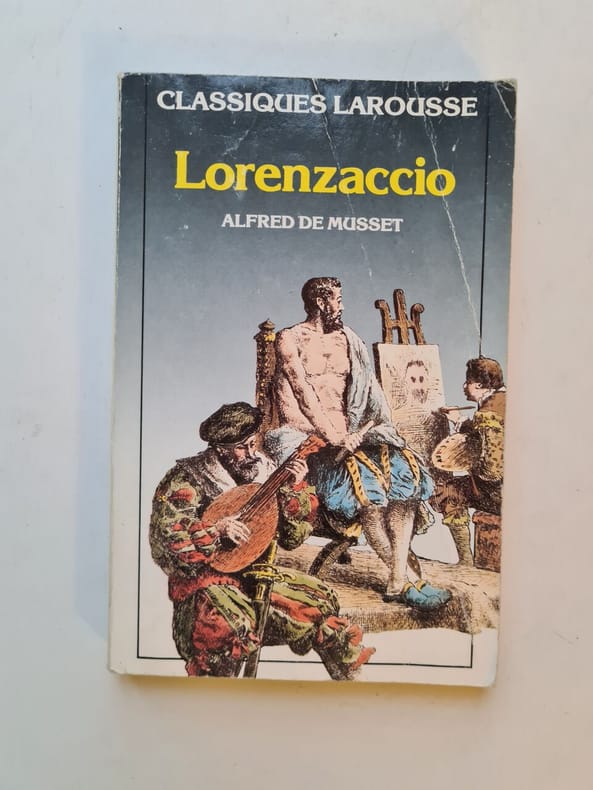 CLASSIQUES LAROUSSE
Lorenzaccio
ALFRED DE MUSSET